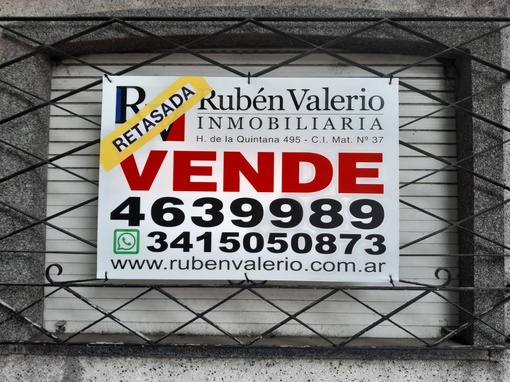 RV
RETASADA
Rubén Valerio
INMOBILIARIA
H. de la Quintana 495 - C.I. Mat. Nº 37
VENDE
4639989
3415050873
www.rubenvalerio.com.ar